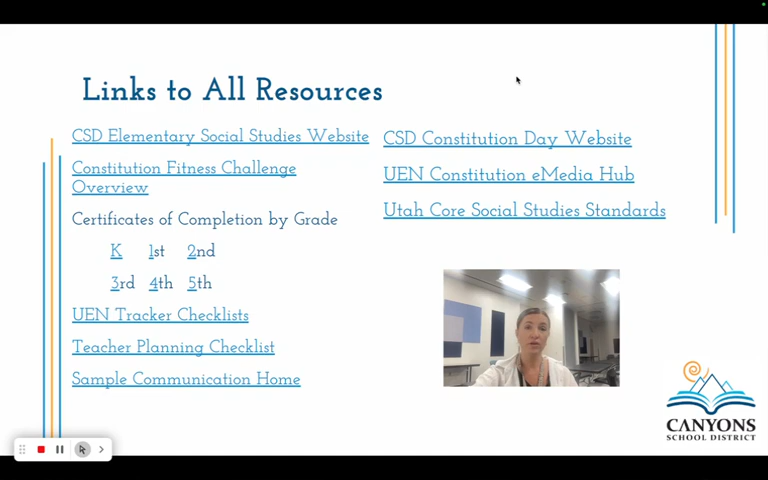 Links to All Resources
CSD Elementary Social Studies Website
Constitution Fitness Challenge
Overview
Certificates of Completion by Grade
K 1st 2nd
3rd 4th 5th
UEN Tracker Checklists
Teacher Planning Checklist
Sample Communication Home
CSD Constitution Day Website
UEN Constitution eMedia Hub
Utah Core Social Studies Standards
CANYONS
SCHOOL DISTRICT